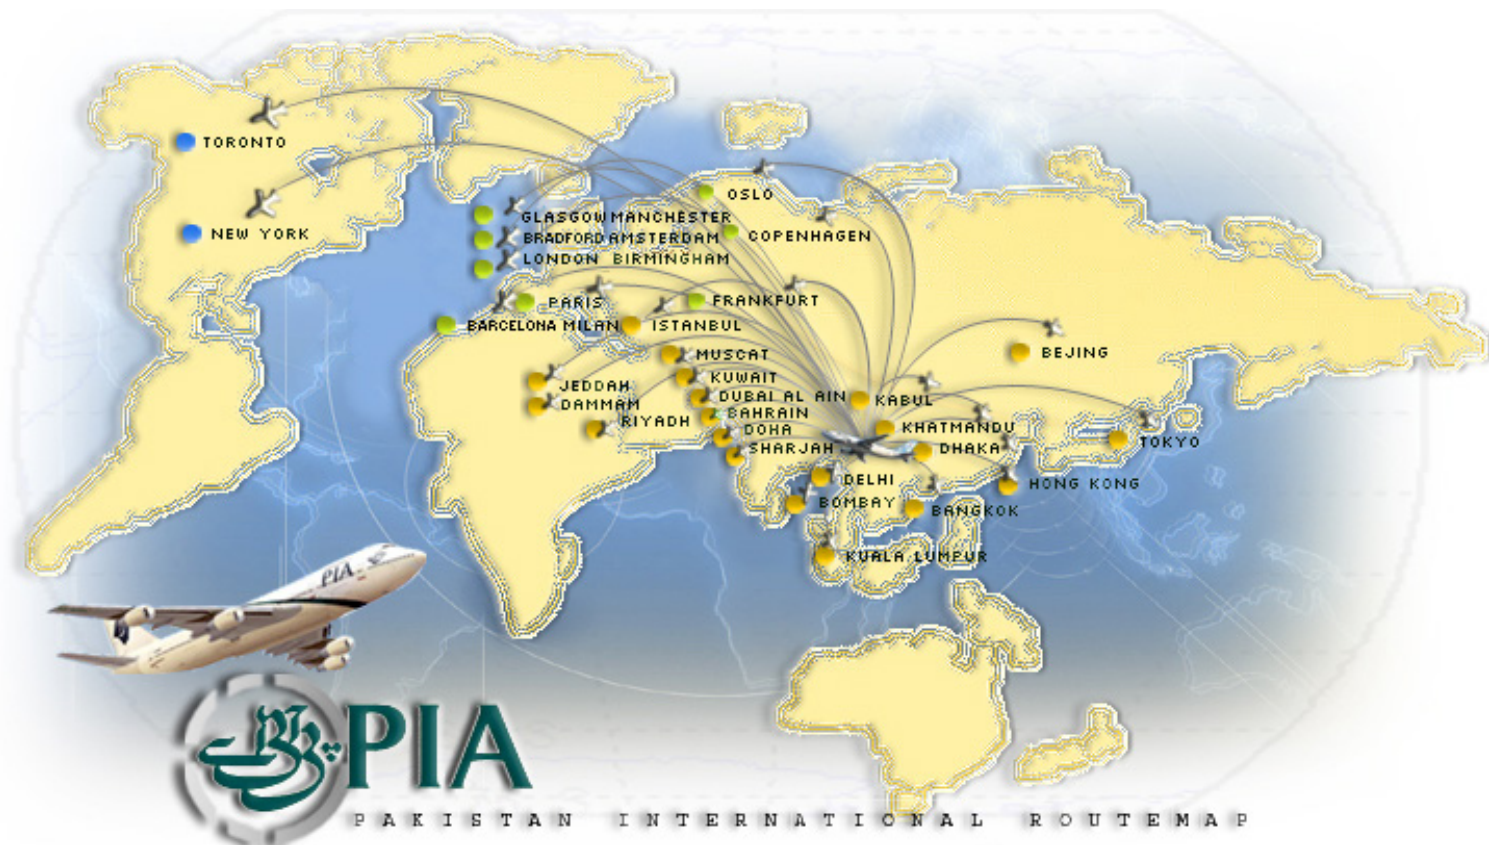 TORONTO
NEW YORK
OSLO
GLASGOW MANCHESTER
BRADFORD AMSTERDAM
COPENHAGEN
LONDON BIRMINGHAM
PARIS
FRANKFURT
BARCELONA MILAN
ISTANBUL
BEJING
MUSCAT
KUWAIT
JEDDAH
DUBAI AL AIN
KABUL
DAMMAM
BAHRAIN
RIYADH
DOHA
KHATMANDU
TOKYO
SHARJAH
DHAKA
DELHI
HONG KONG
BOMBAY
BANGKOK
KUALA LUMPUR
PIA
PIA
PAKISTAN INTERNATIONAL ROUTEMAP